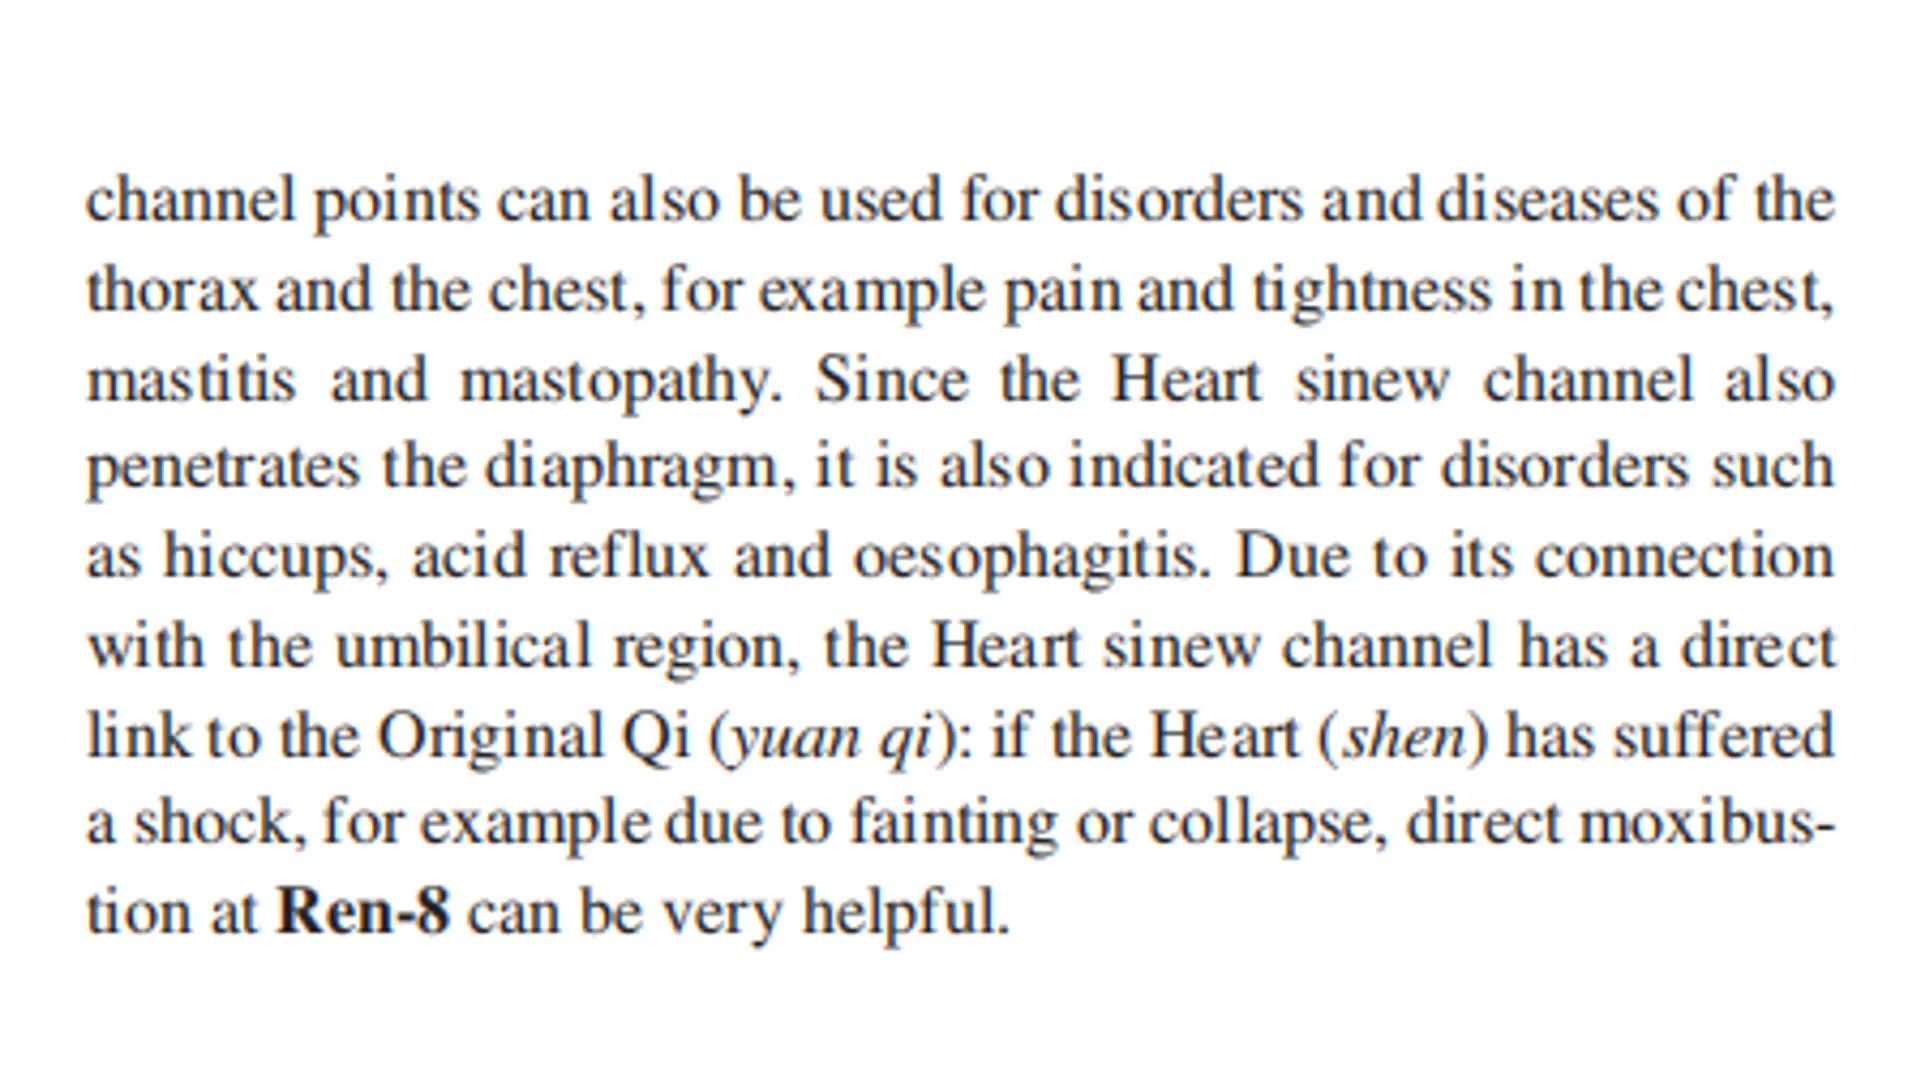 channel points can also be used for disorders and diseases of the
thorax and the chest, for example pain and tightness in the chest,
mastitis and mastopathy. Since the Heart sinew channel also
penetrates the diaphragm, it is also indicated for disorders such
as hiccups, acid reflux and oesophagitis. Due to its connection
with the umbilical region, the Heart sinew channel has a direct
link to the Original Qi (yuan qi): if the Heart (shen) has suffered
a shock, for example due to fainting or collapse, direct moxibus-
tion at Ren-8 can be very helpful.